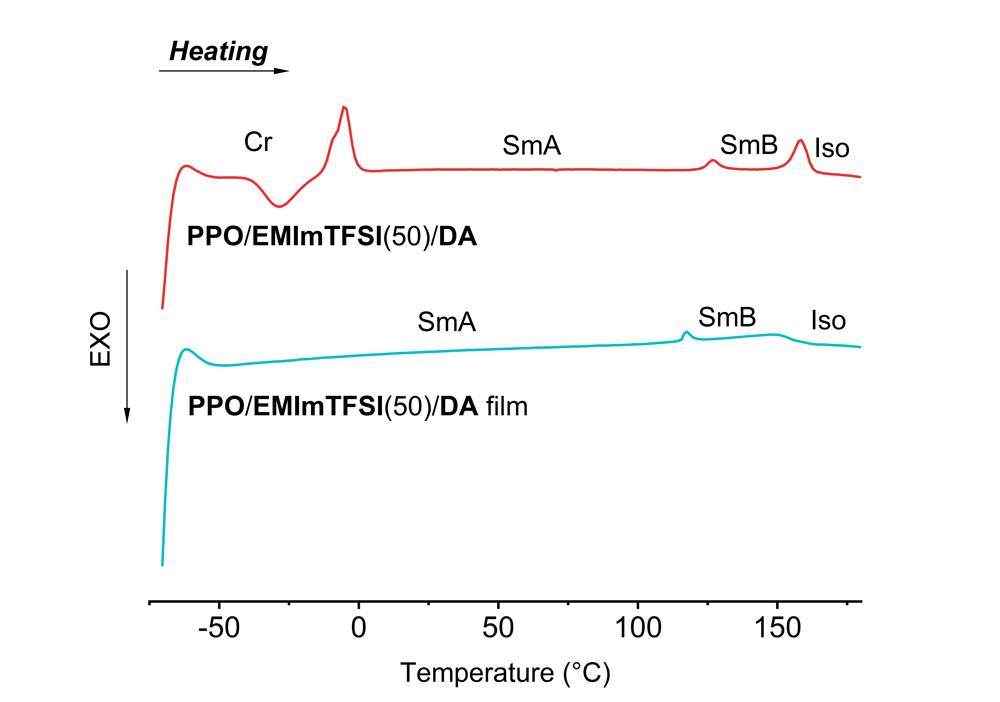 Heating
Cr
SmA
SmB
Iso
PPO/EMImTFSI(50)/DA
EXO
SmA
SmB
Iso
PPO/EMImTFSI(50)/DA film
-50 0 50 100 150
Temperature (°C)